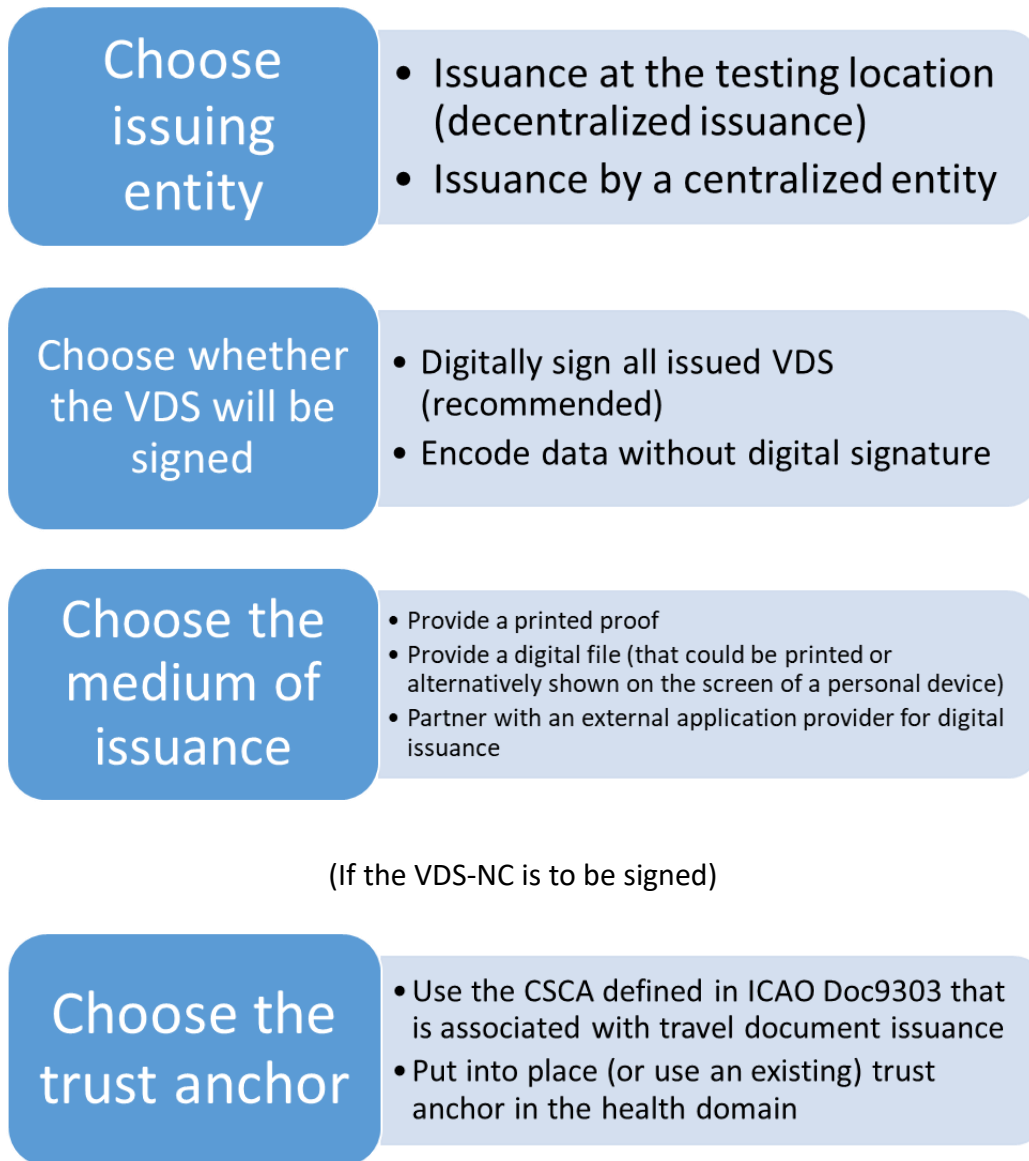 Choose
issuing
entity
• Issuance at the testing location
(decentralized issuance)
• Issuance by a centralized entity
Choose whether
the VDS will be
signed
• Digitally sign all issued VDS
(recommended)
• Encode data without digital signature
Choose the
medium of
issuance
• Provide a printed proof
• Provide a digital file (that could be printed or
alternatively shown on the screen of a personal device)
• Partner with an external application provider for digital
issuance
(If the VDS-NC is to be signed)
Choose the
trust anchor
• Use the CSCA defined in ICAO Doc9303 that
is associated with travel document issuance
• Put into place (or use an existing) trust
anchor in the health domain